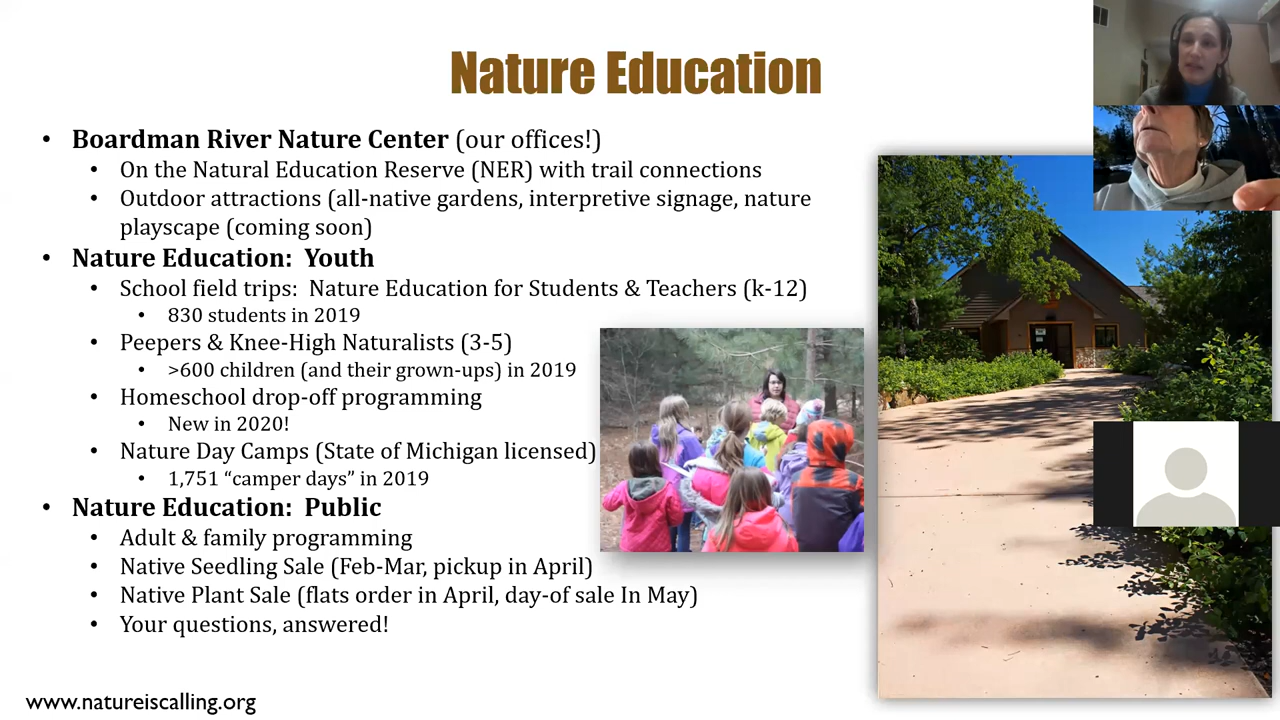 Nature Education
• Boardman River Nature Center (our offices!)
• On the Natural Education Reserve (NER) with trail connections
• Outdoor attractions (all-native gardens, interpretive signage, nature
playscape (coming soon)
• Nature Education: Youth
• School field trips: Nature Education for Students & Teachers (k-12)
• 830 students in 2019
• Peepers & Knee-High Naturalists (3-5)
• >600 children (and their grown-ups) in 2019
• Homeschool drop-off programming
• New in 2020!
• Nature Day Camps (State of Michigan licensed)
• 1,751 “camper days” in 2019
• Nature Education: Public
• Adult & family programming
• Native Seedling Sale (Feb-Mar, pickup in April)
• Native Plant Sale (flats order in April, day-of sale In May)
• Your questions, answered!
www.natureiscalling.org